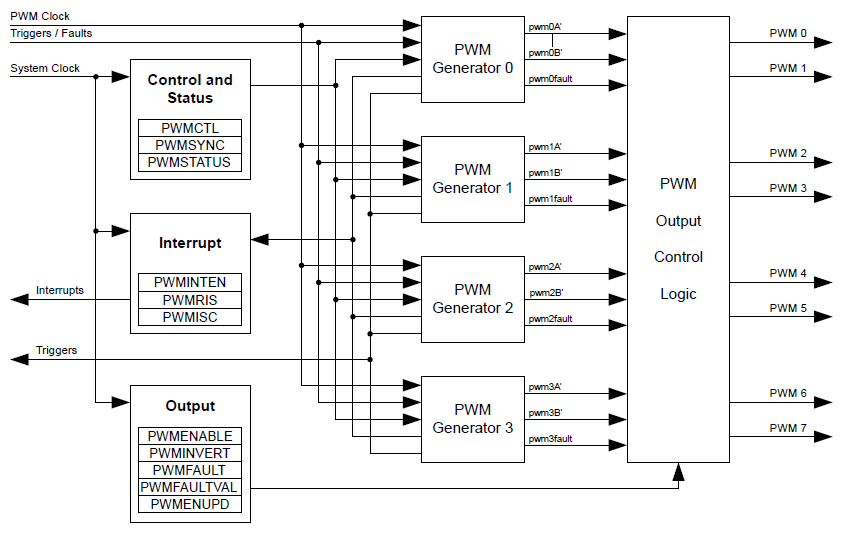 PWM Clock
Triggers / Faults
System Clock
Control and
Status
PWMCTL
PWMSYNC
PWMSTATUS
Interrupt
PWMINTEN
PWMRIS
PWMISC
Interrupts
Triggers
Output
PWMENABLE
PWMINVERT
PWMFAULT
PWMFAULTVAL
PWMENUPD
PWM
Generator 0
pwm0A'
pwm0B'
pwm0fault
PWM
Generator 1
pwm1A'
pwm1B'
pwm1fault
PWM
Generator 2
pwm2A'
pwm2B'
pwm2fault
PWM
Generator 3
pwm3A'
pwm3B'
pwm3fault
PWM
Output
Control
Logic
PWM 0
PWM 1
PWM 2
PWM 3
PWM 4
PWM 5
PWM 6
PWM 7